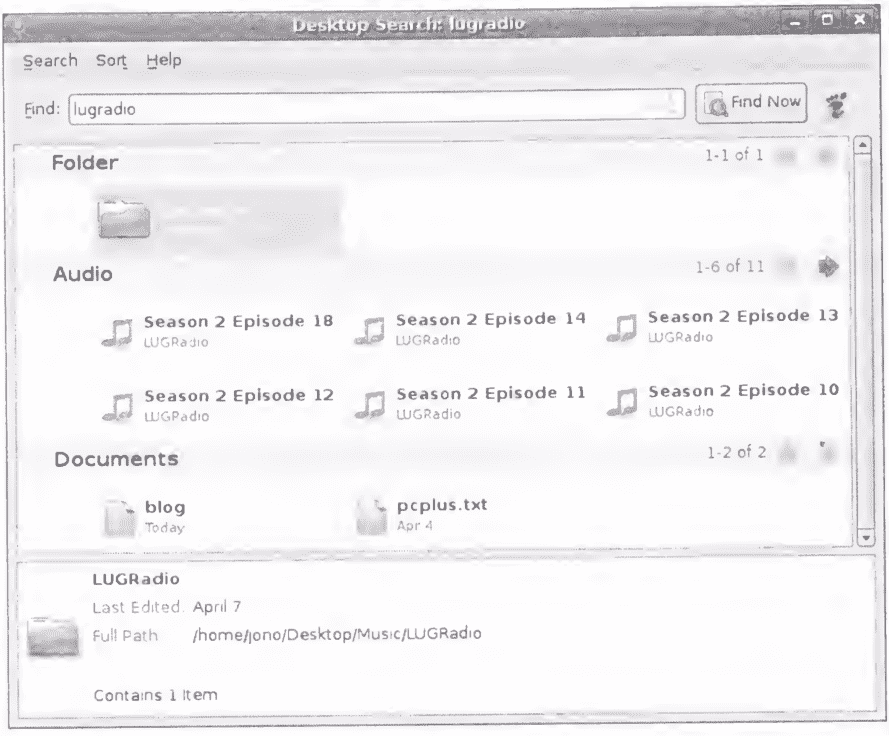 Desktop Search: lugradio
Search Sort Help
Find: lugradio Find Now
Folder 1-1 of 1
Audio 1-6 of 11
Season 2 Episode 18 Season 2 Episode 14 Season 2 Episode 13
LUGRadio LUGRadio LUGRadio
Season 2 Episode 12 Season 2 Episode 11 Season 2 Episode 10
LUGRadio LUGRadio LUGRadio
Documents 1-2 of 2
blog pcplus.txt
Today Apr 4
LUGRadio
Last Edited: April 7
Full Path /home/jono/Desktop/Music/LUGRadio
Contains 1 Item